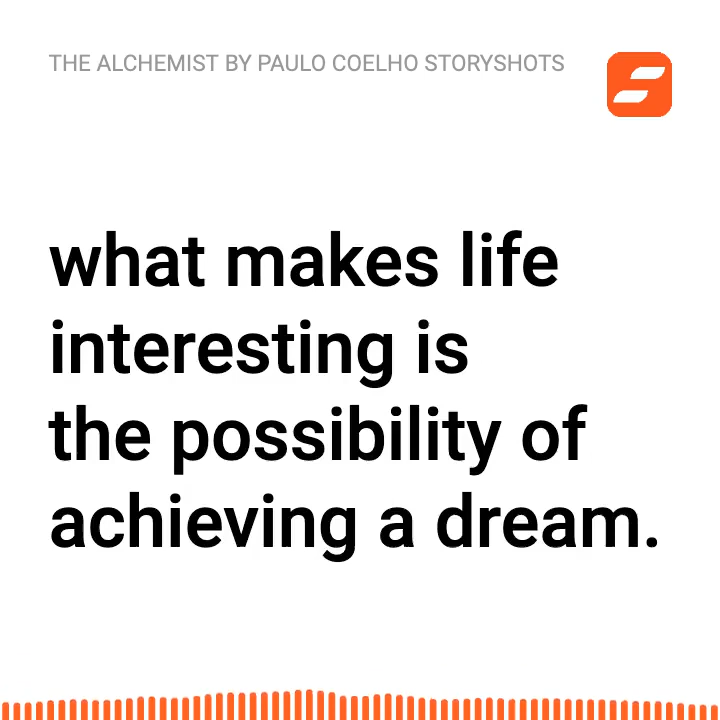 THE ALCHEMIST BY PAULO COELHO STORYSHOTS
what makes life
interesting is
the possibility of
achieving a dream.